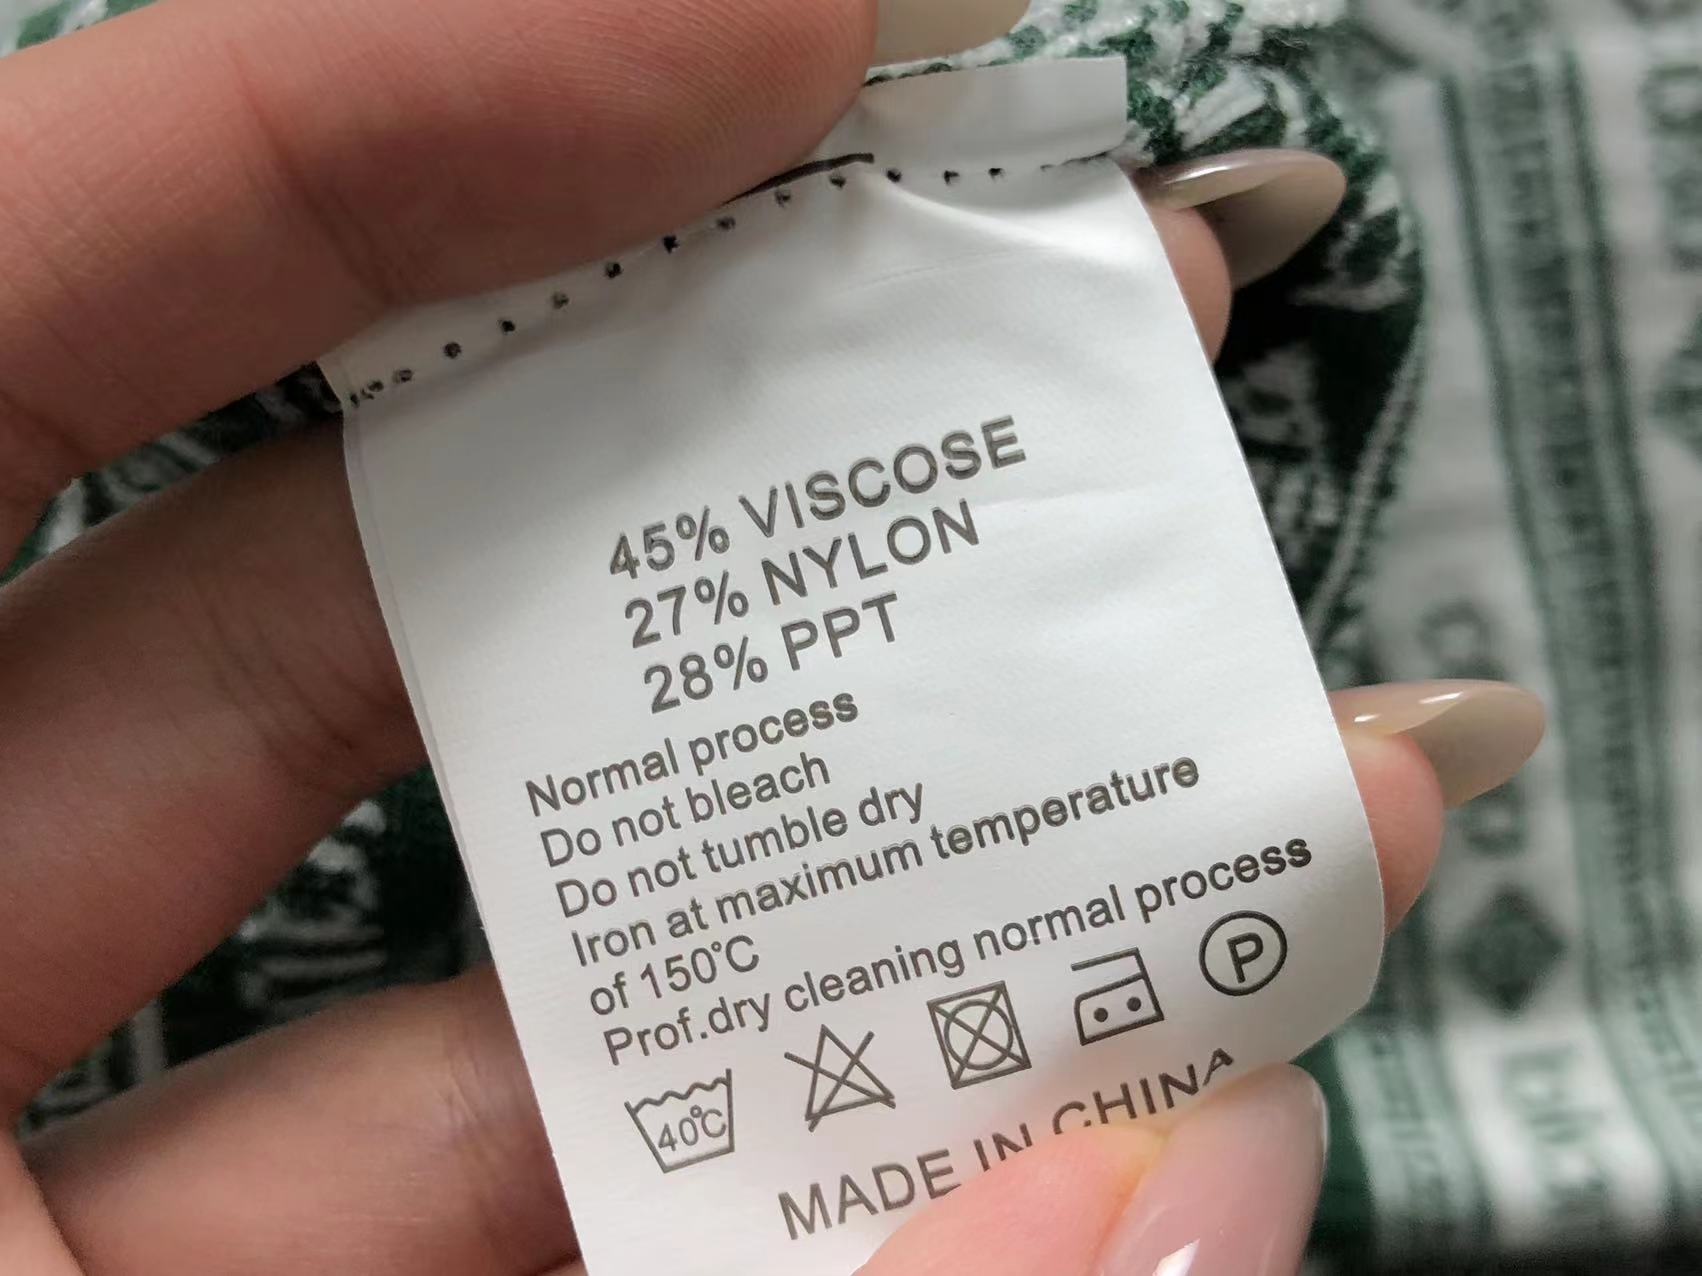 45% VISCOSE
27% NYLON
28% PPT
Normal process
Do not bleach
Do not tumble dry
Iron at maximum temperature
of 150℃
Prof.dry cleaning normal process
40℃
P
MADE IN CHINA